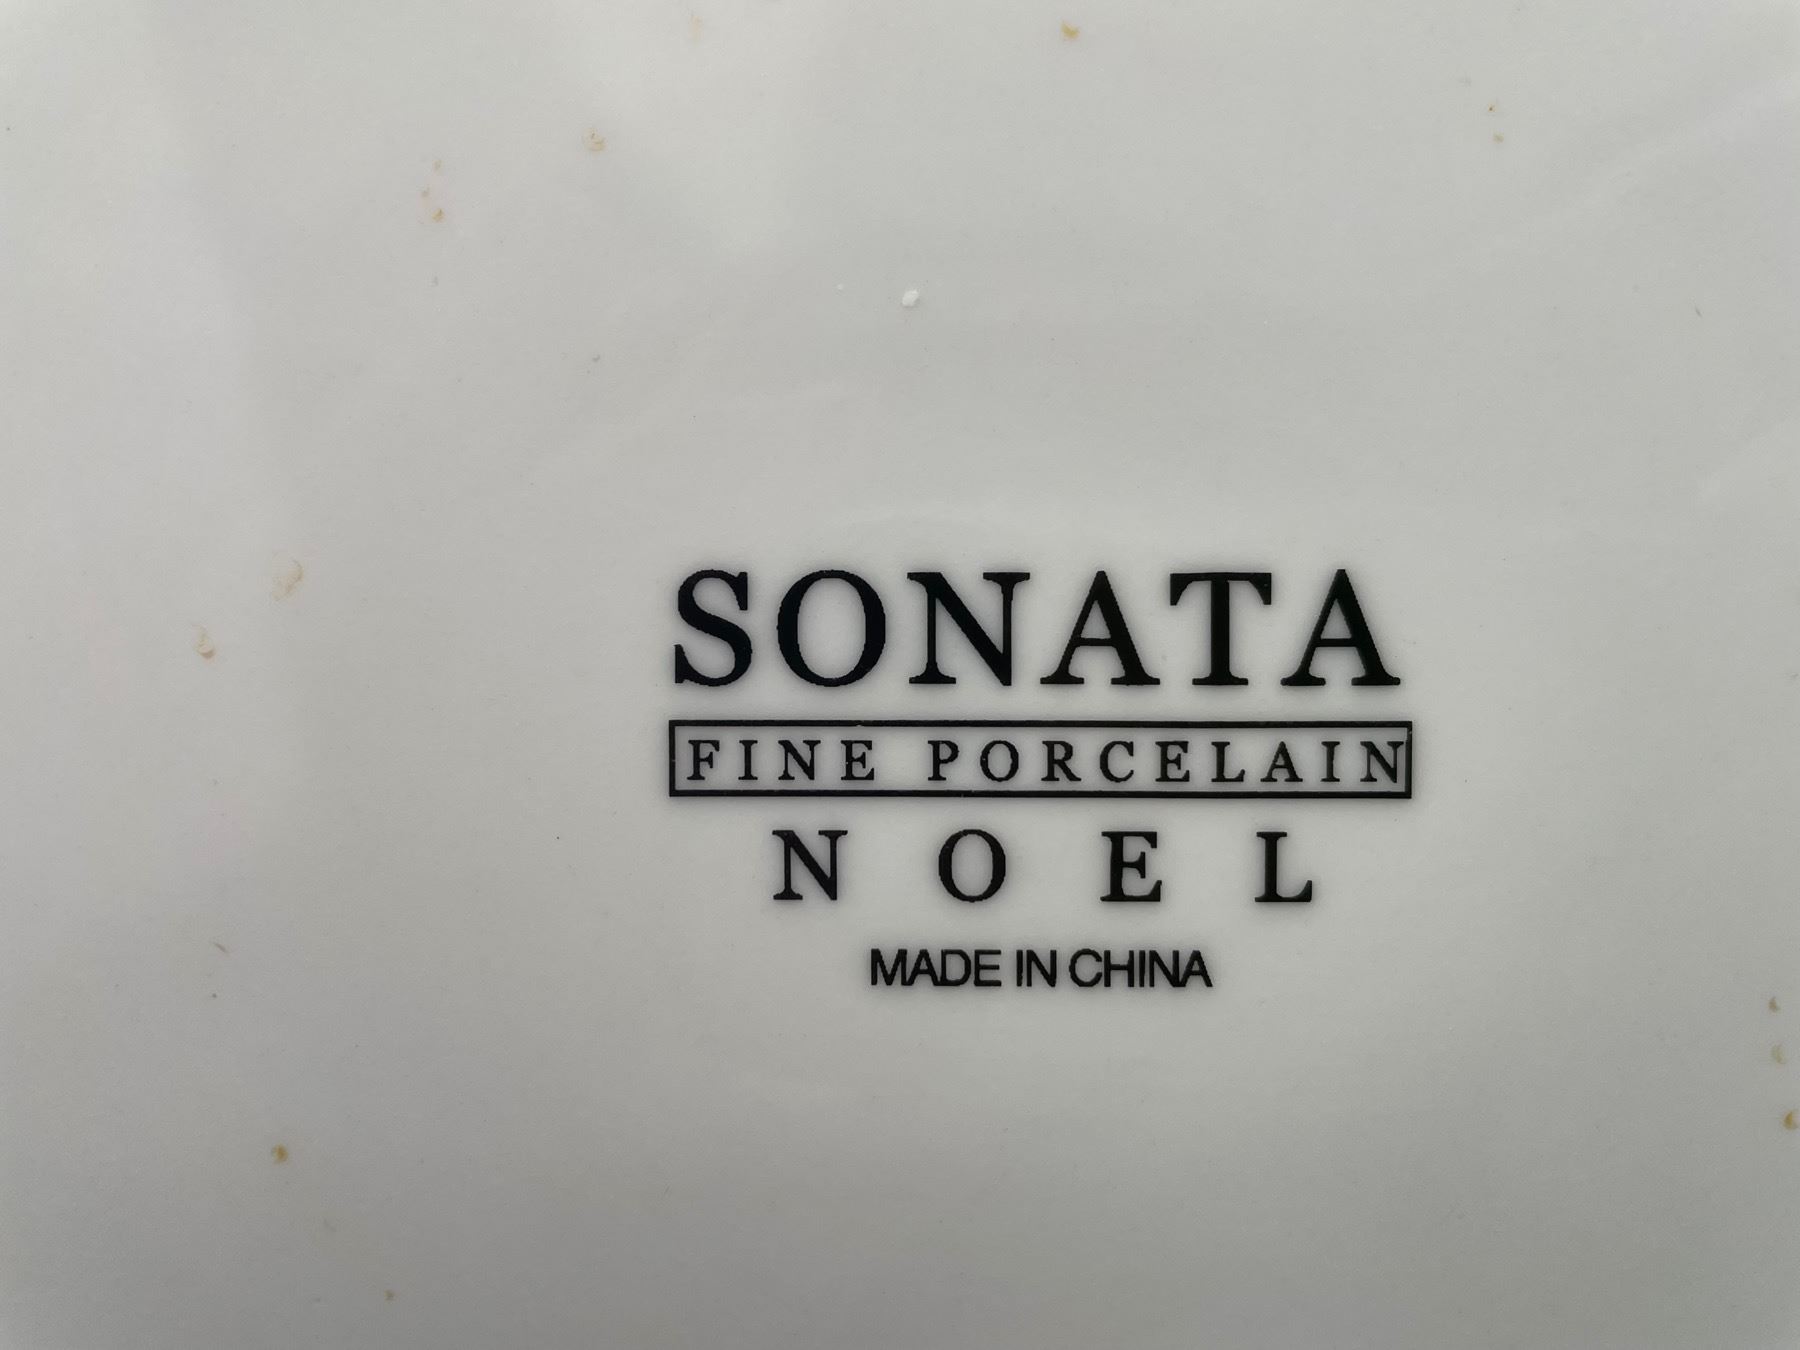 SONATA
FINE PORCELAIN
NOEL
MADE IN CHINA